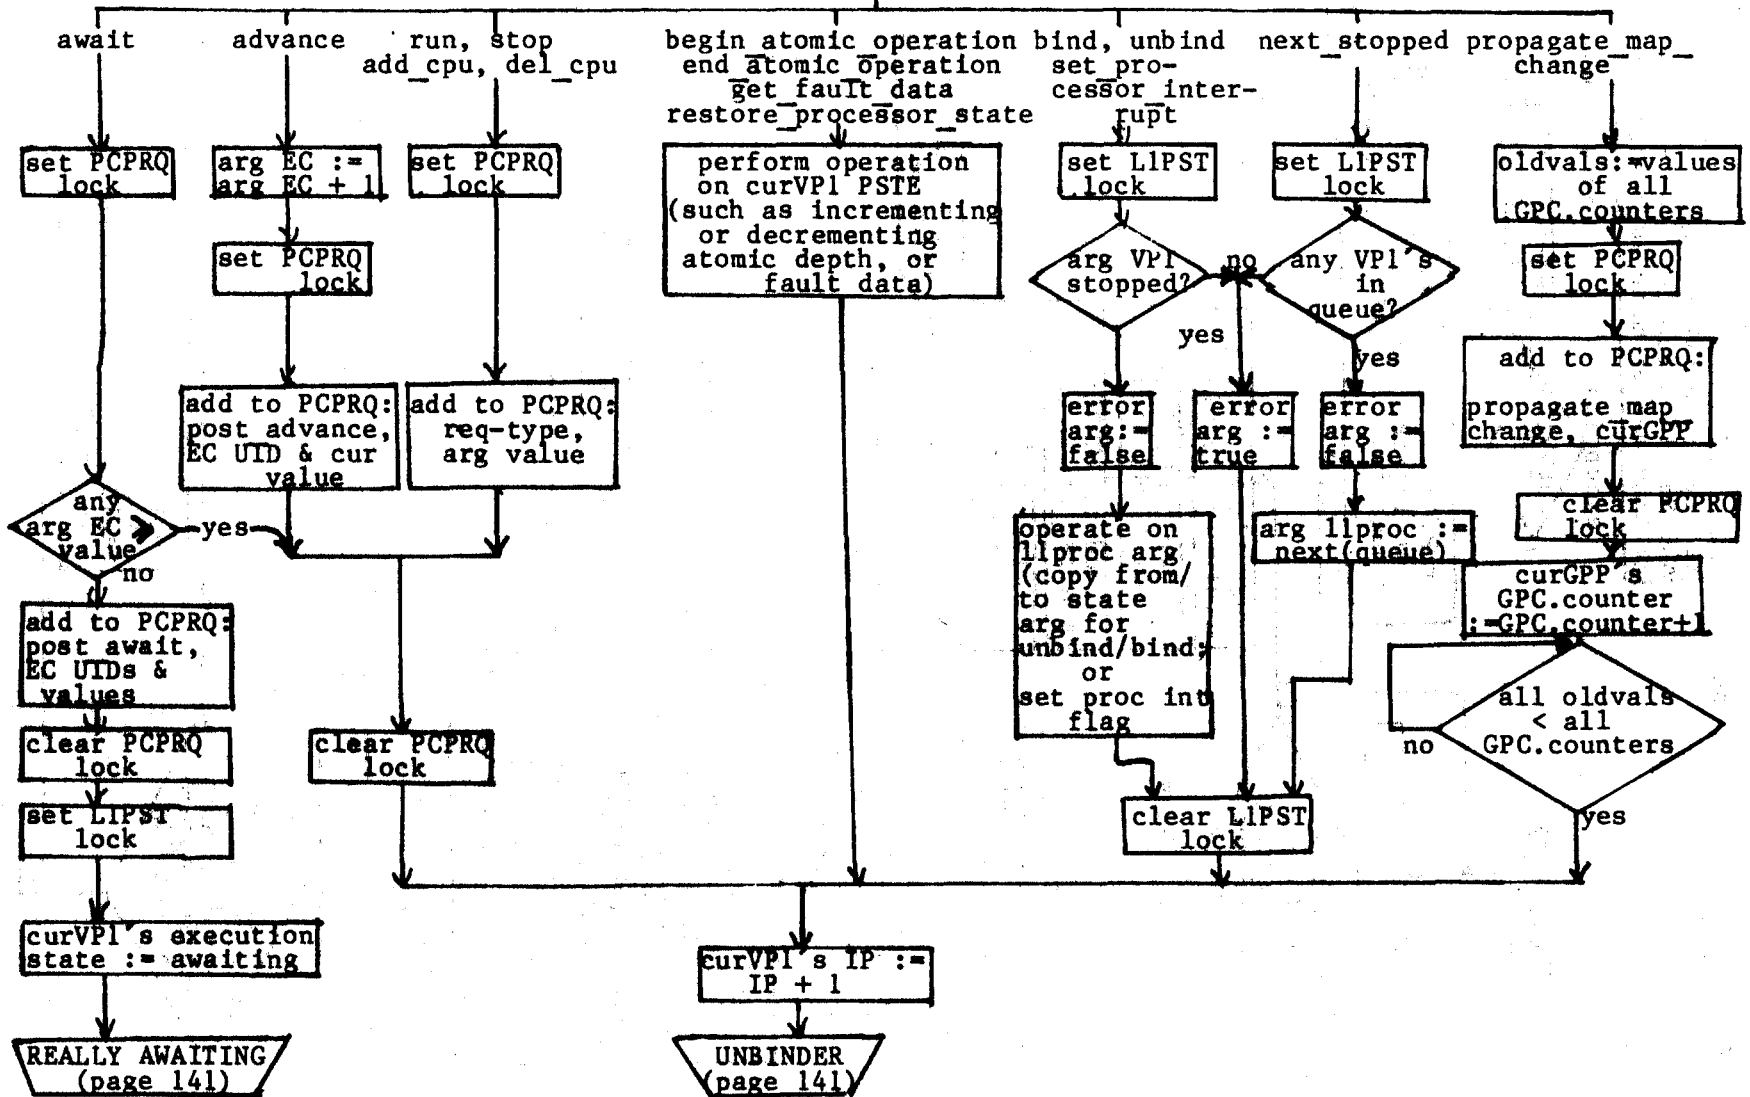 await
advance
run, stop
add_cpu, del_cpu
begin_atomic_operation
end_atomic_operation
get_fault_data
restore_processor_state
bind, unbind
set_pro-
cessor_inter-
rupt
next_stopped
propagate_map_
change
set PCPRQ
lock
any
arg EC >
value
yes
no
add to PCPRQ:
post await,
EC UIDs &
values
clear PCPRQ
lock
set L1PST
lock
curVP1's execution
state := awaiting
REALLY AWAITING
(page 141)
arg EC :=
arg EC + 1
set PCPRQ
lock
add to PCPRQ:
post advance,
EC UID & cur
value
set PCPRQ
lock
add to PCPRQ:
req-type,
arg value
clear PCPRQ
lock
perform operation
on curVP1 PSTE
(such as incrementing
or decrementing
atomic depth, or
fault data)
curVP1's IP :=
IP + 1
UNBINDER
(page 141)
set L1PST
lock
arg VP1
stopped?
no
yes
error
arg:=
false
operate on
l1proc arg
(copy from/
to state
arg for
unbind/bind;
or
set proc int
flag
error
arg :=
true
set L1PST
lock
any VP1's
in
queue?
yes
error
arg :=
false
arg l1proc :=
next(queue)
clear L1PST
lock
oldvals:=values
of all
GPC.counters
set PCPRQ
lock
add to PCPRQ:
propagate_map_
change, curGPP
clear PCPRQ
lock
curGPP's
GPC.counter
:=GPC.counter+1
all oldvals
< all
GPC.counters
no
yes